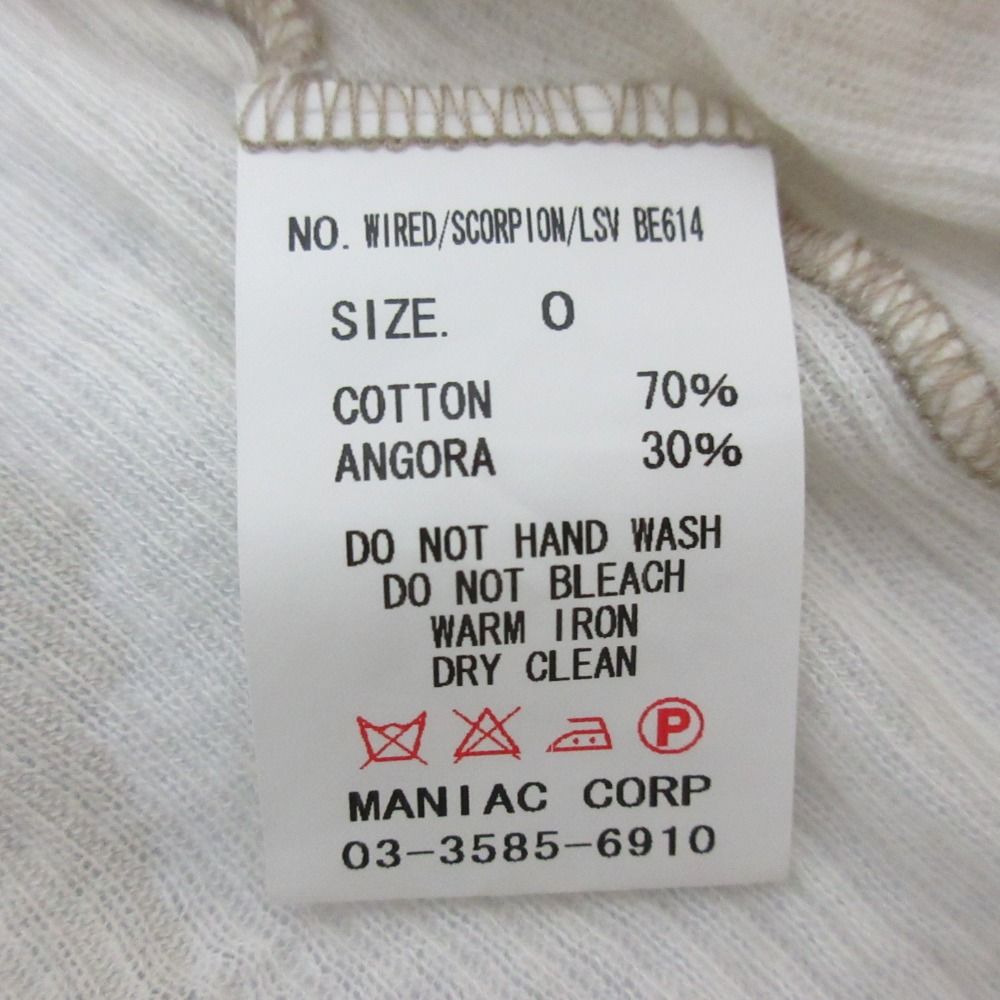 NO. WIRED/SCORPION/LSV BE614
SIZE. 0
COTTON 70%
ANGORA 30%
DO NOT HAND WASH
DO NOT BLEACH
WARM IRON
DRY CLEAN
P
MANIAC CORP
03-3585-6910